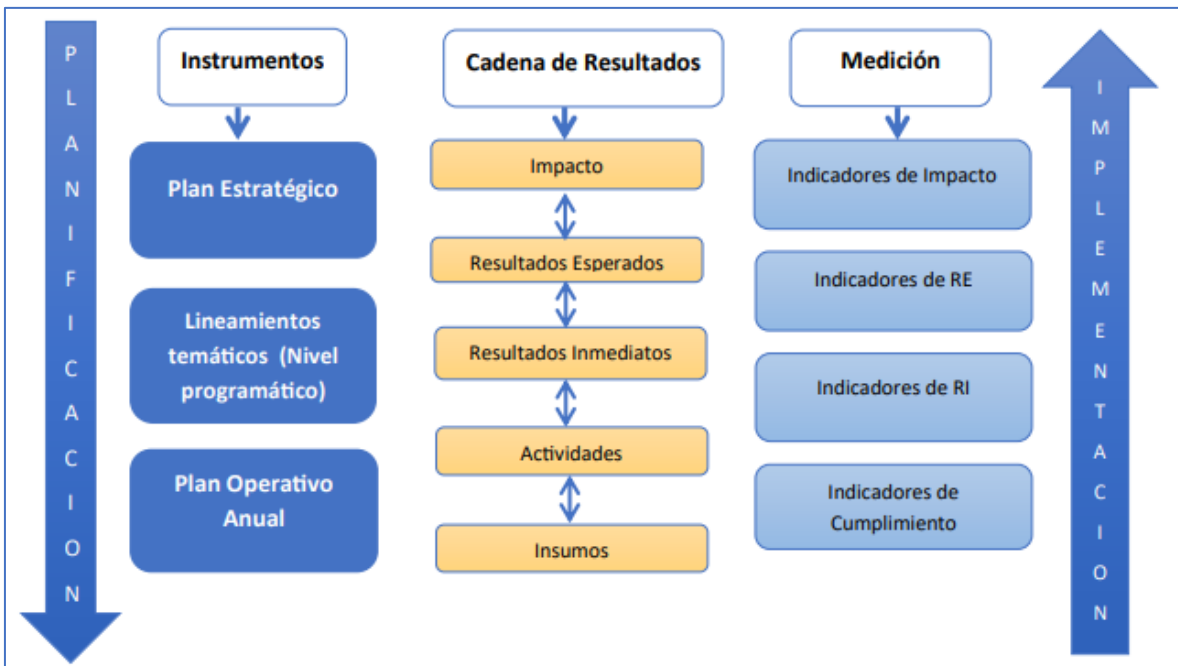 PLANIFICACION
Instrumentos
Plan Estratégico
Lineamientos
temáticos (Nivel
programático)
Plan Operativo
Anual
Cadena de Resultados
Impacto
Resultados Esperados
Resultados Inmediatos
Actividades
Insumos
Medición
Indicadores de Impacto
Indicadores de RE
Indicadores de RI
Indicadores de
Cumplimiento
IMPLEMENTACION